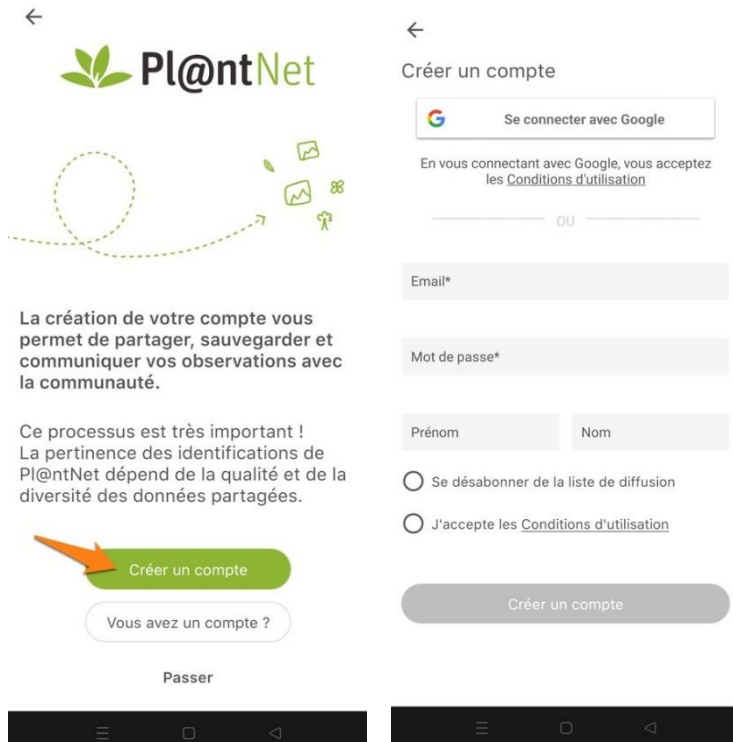 Pl@ntNet
La création de votre compte vous
permet de partager, sauvegarder et
communiquer vos observations avec
la communauté.
Ce processus est très important !
La pertinence des identifications de
Pl@ntNet dépend de la qualité et de la
diversité des données partagées.
Créer un compte
Vous avez un compte ?
Passer
Créer un compte
Se connecter avec Google
En vous connectant avec Google, vous acceptez
les Conditions d'utilisation
OU
Email*
Mot de passe*
Prénom
Nom
Se désabonner de la liste de diffusion
J'accepte les Conditions d'utilisation
Créer un compte